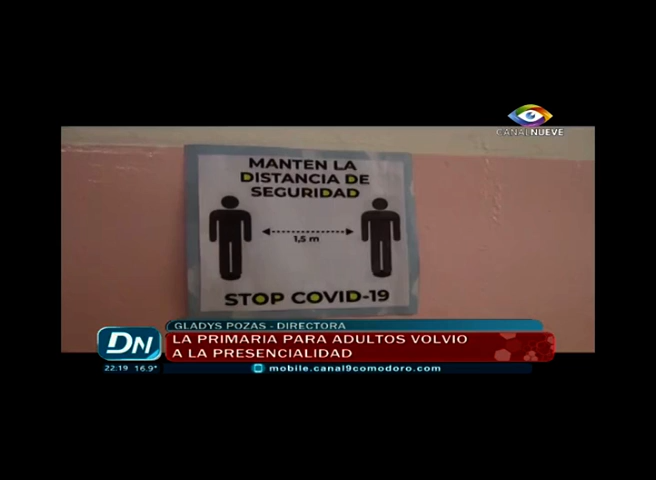 CANALNUEVE
MANTEN LA
DISTANCIA DE
SEGURIDAD
1,5 m
STOP COVID-19
GLADYS POZAS - DIRECTORA
DN
LA PRIMARIA PARA ADULTOS VOLVIO
A LA PRESENCIALIDAD
22:19 16.9°
mobile.canal9comodoro.com